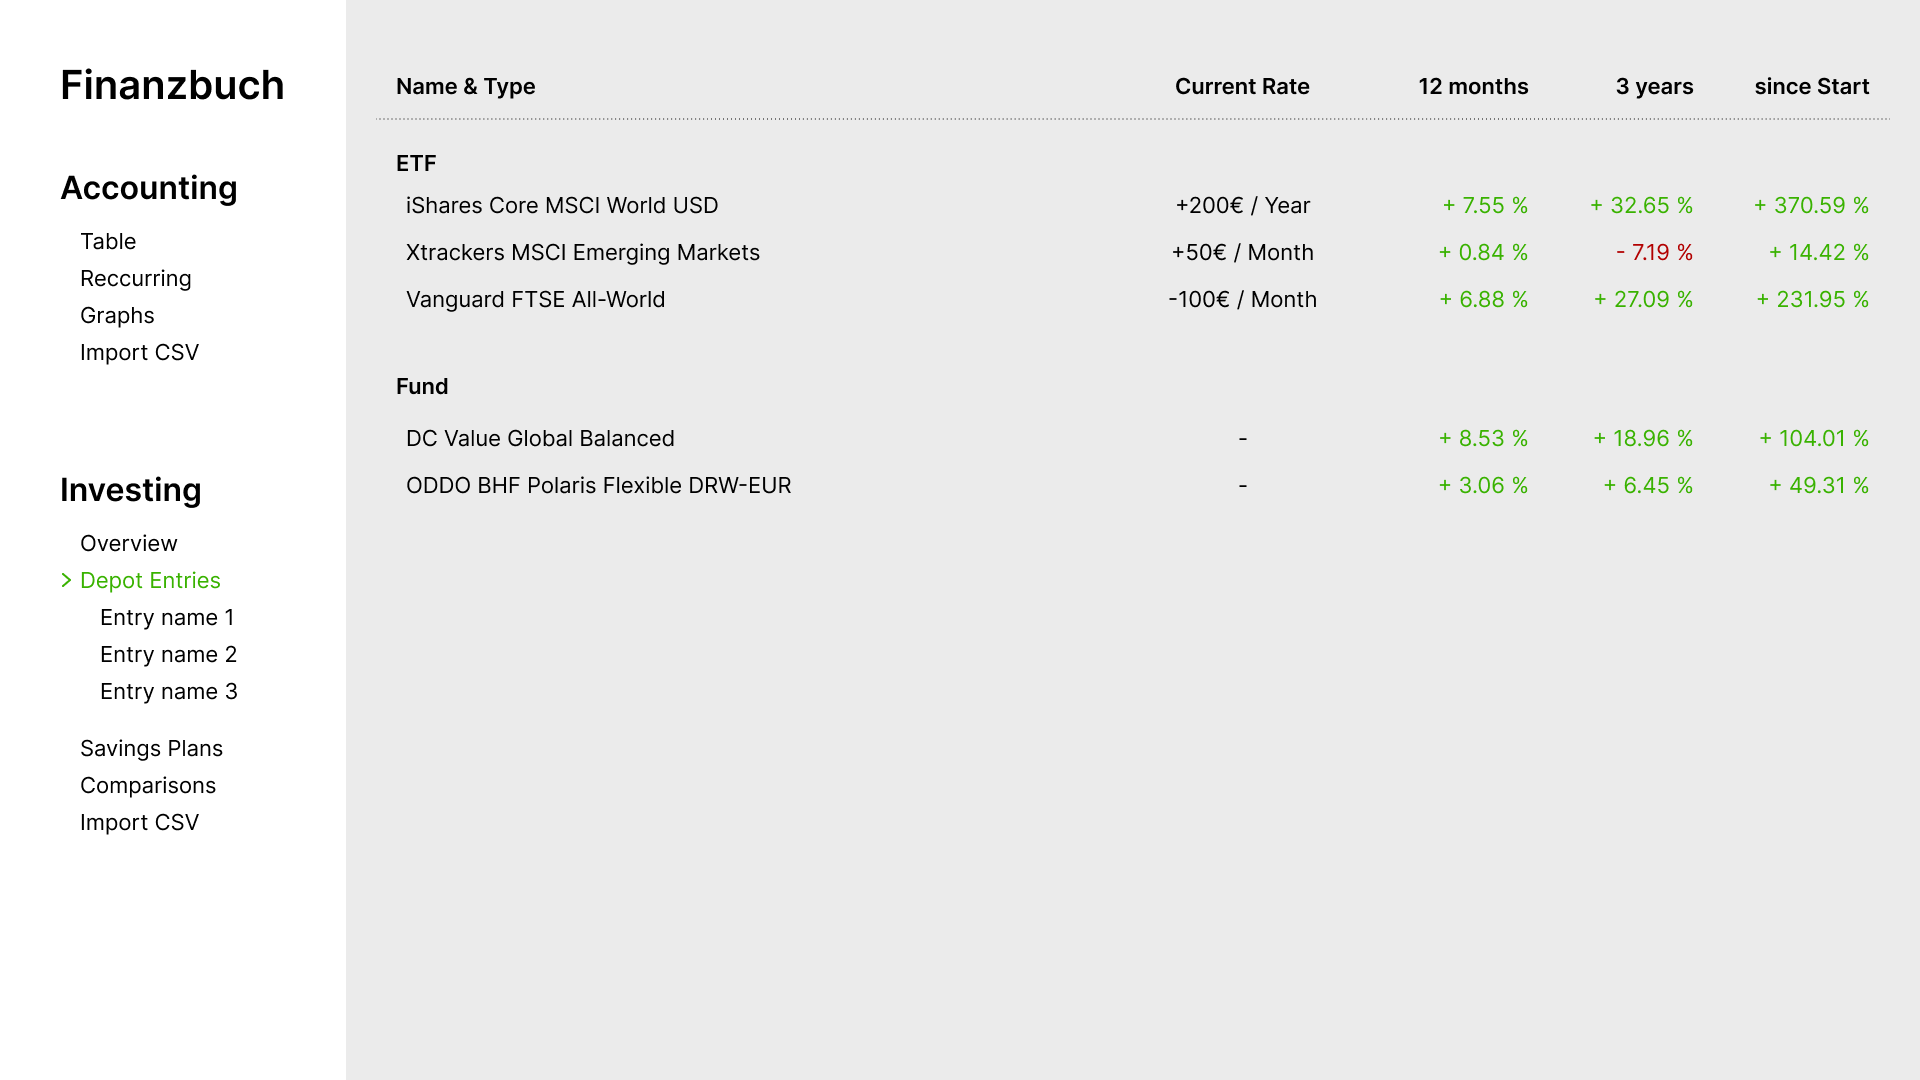 Finanzbuch
Accounting
Table
Reccurring
Graphs
Import CSV
Investing
Overview
> Depot Entries
Entry name 1
Entry name 2
Entry name 3
Savings Plans
Comparisons
Import CSV
Name & Type Current Rate 12 months 3 years since Start
ETF
iShares Core MSCI World USD +200€ / Year + 7.55 % + 32.65 % + 370.59 %
Xtrackers MSCI Emerging Markets +50€ / Month + 0.84 % - 7.19 % + 14.42 %
Vanguard FTSE All-World -100€ / Month + 6.88 % + 27.09 % + 231.95 %
Fund
DC Value Global Balanced - + 8.53 % + 18.96 % + 104.01 %
ODDO BHF Polaris Flexible DRW-EUR - + 3.06 % + 6.45 % + 49.31 %